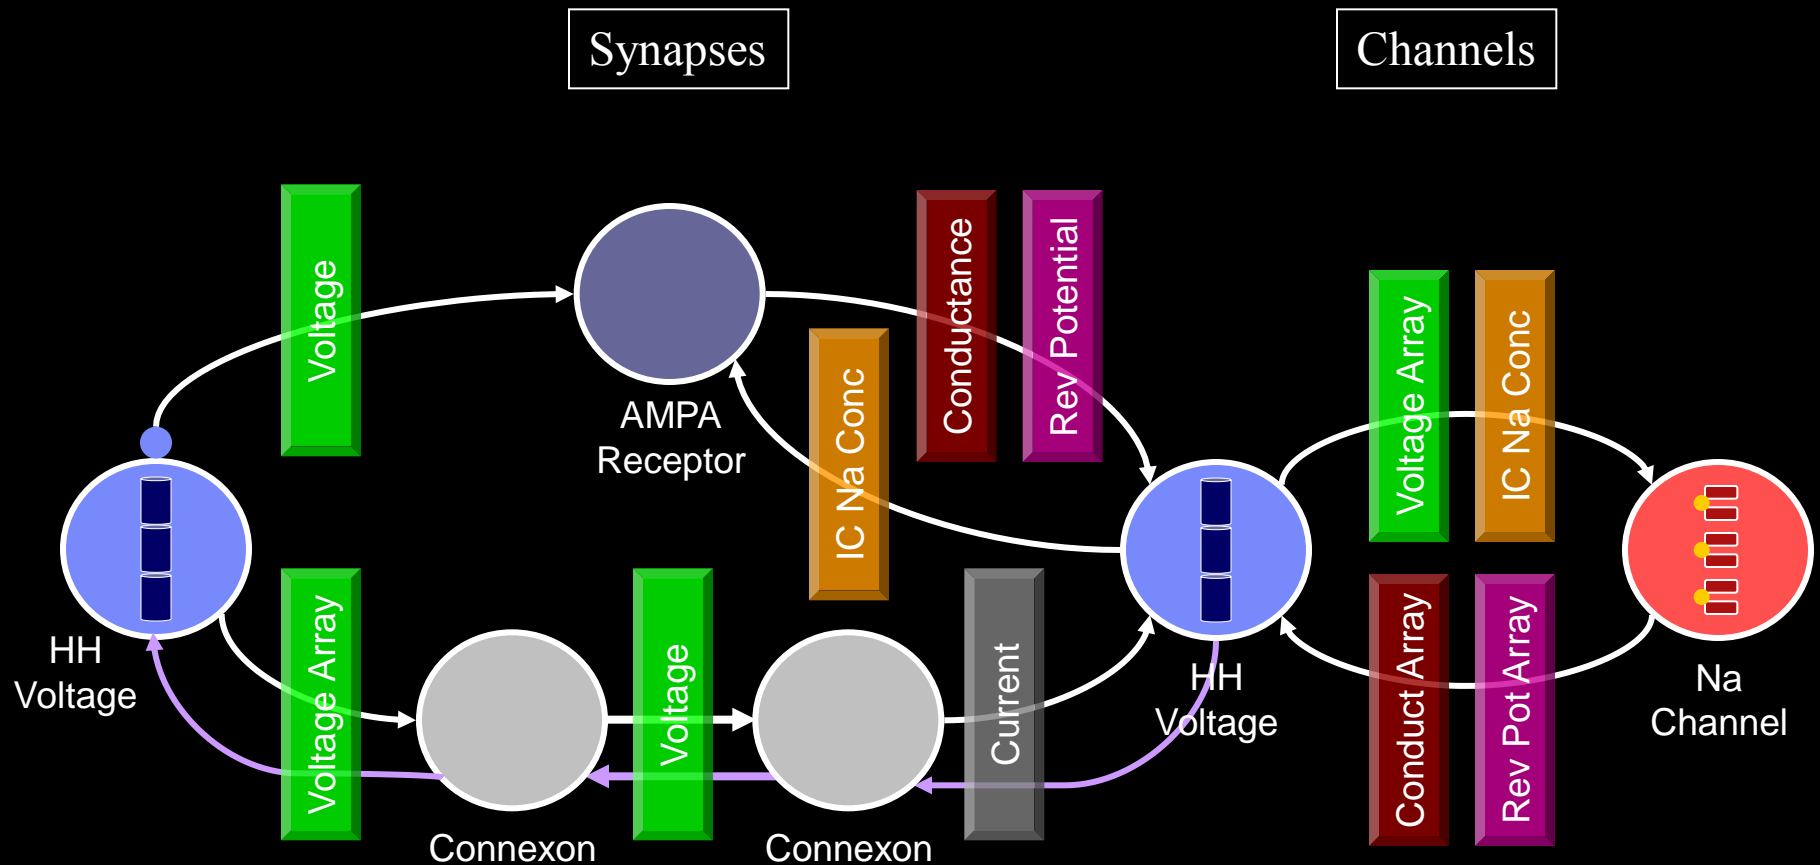 Synapses
Channels
Voltage
AMPA
Receptor
IC Na Conc
Conductance
Rev Potential
Voltage Array
IC Na Conc
HH
Voltage
Voltage Array
Connexon
Voltage
Connexon
Current
HH
Voltage
Conduct Array
Rev Pot Array
Na
Channel